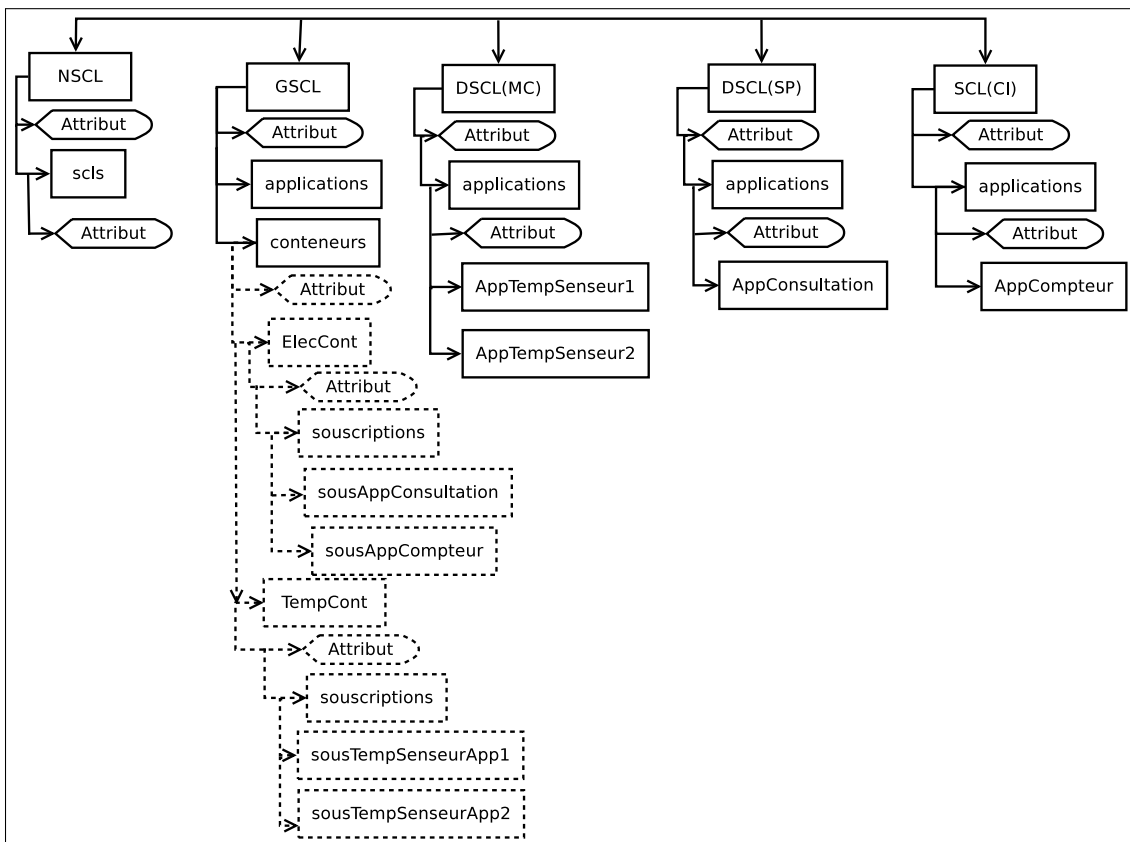 NSCL
Attribut
scls
Attribut
GSCL
Attribut
applications
conteneurs
Attribut
ElecCont
Attribut
souscriptions
sousAppConsultation
sousAppCompteur
TempCont
Attribut
souscriptions
sousTempSenseurApp1
sousTempSenseurApp2
DSCL(MC)
Attribut
applications
Attribut
AppTempSenseur1
AppTempSenseur2
DSCL(SP)
Attribut
applications
Attribut
AppConsultation
SCL(CI)
Attribut
applications
Attribut
AppCompteur